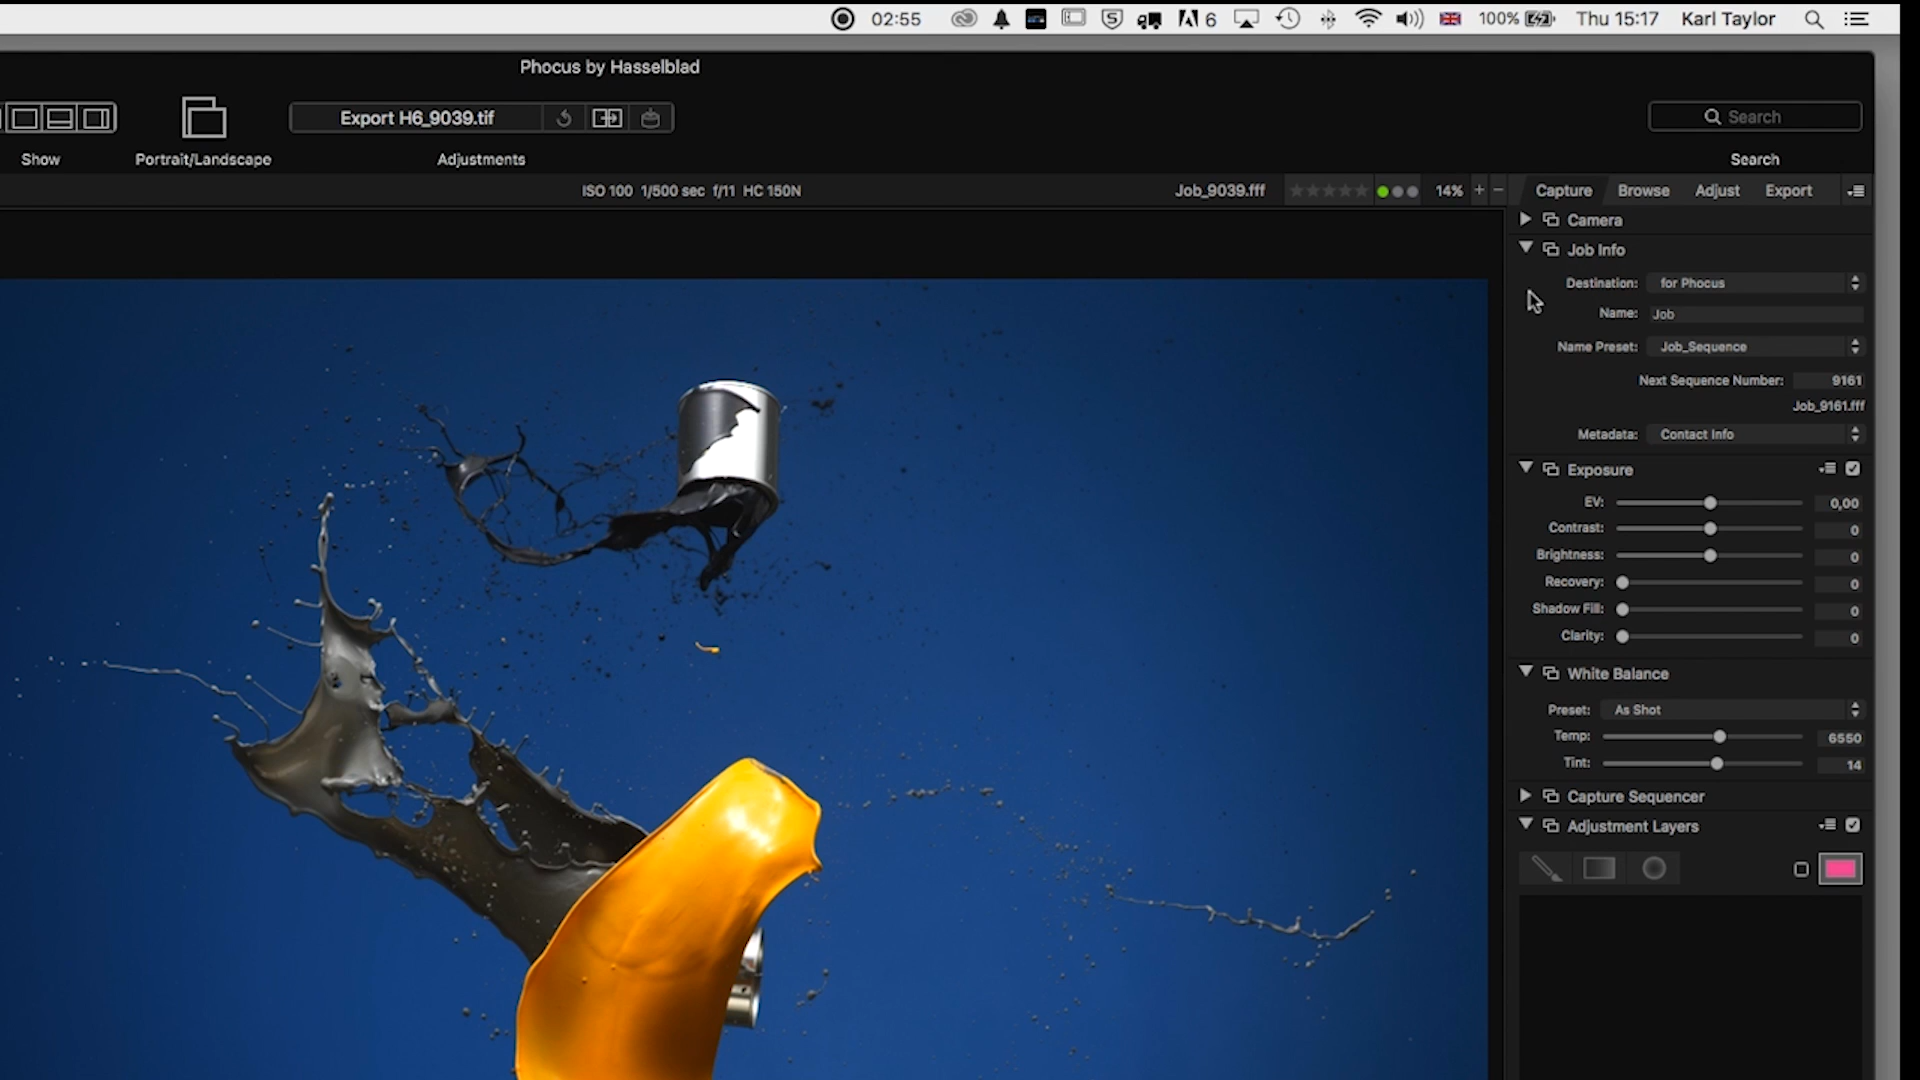 02:55 6 100% Thu 15:17 Karl Taylor
Phocus by Hasselblad
Export H6_9039.tif
Search
Show Portrait/Landscape Adjustments Search
ISO 100 1/500 sec f/11 HC 150N Job_9039.fff 14% + −
Capture Browse Adjust Export
Camera
Job Info
Destination: for Phocus
Name: Job
Name Preset: Job_Sequence
Next Sequence Number: 9161
Job_9161.fff
Metadata: Contact Info
Exposure
EV: 0,00
Contrast: 0
Brightness: 0
Recovery: 0
Shadow Fill: 0
Clarity: 0
White Balance
Preset: As Shot
Temp: 6550
Tint: 14
Capture Sequencer
Adjustment Layers